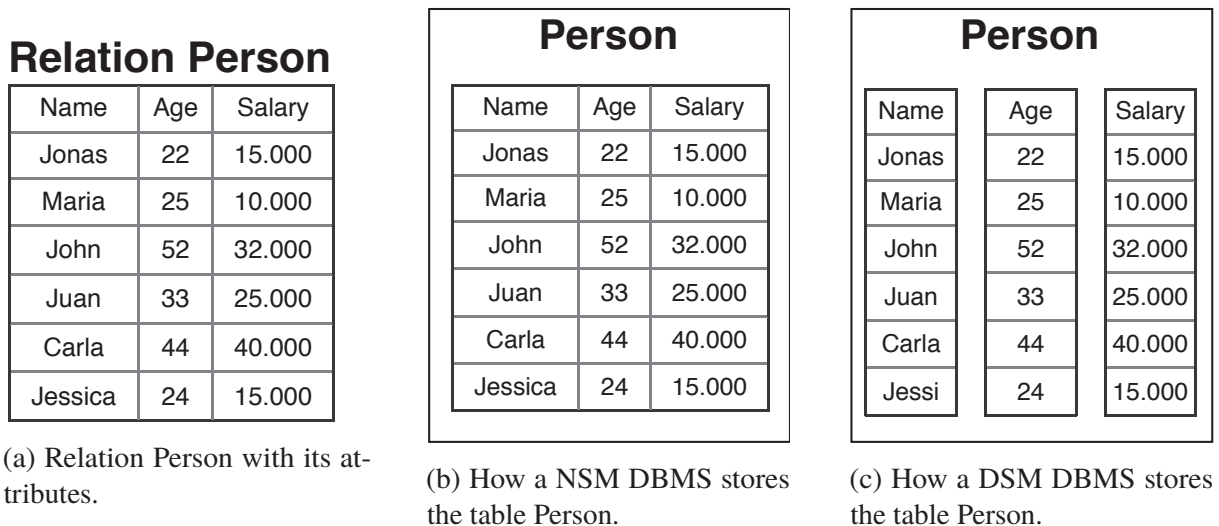 Relation Person
Name Age Salary
Jonas 22 15.000
Maria 25 10.000
John 52 32.000
Juan 33 25.000
Carla 44 40.000
Jessica 24 15.000
(a) Relation Person with its at-
tributes.
Person
Name Age Salary
Jonas 22 15.000
Maria 25 10.000
John 52 32.000
Juan 33 25.000
Carla 44 40.000
Jessica 24 15.000
(b) How a NSM DBMS stores
the table Person.
Person
Name Age Salary
Jonas 22 15.000
Maria 25 10.000
John 52 32.000
Juan 33 25.000
Carla 44 40.000
Jessi 24 15.000
(c) How a DSM DBMS stores
the table Person.